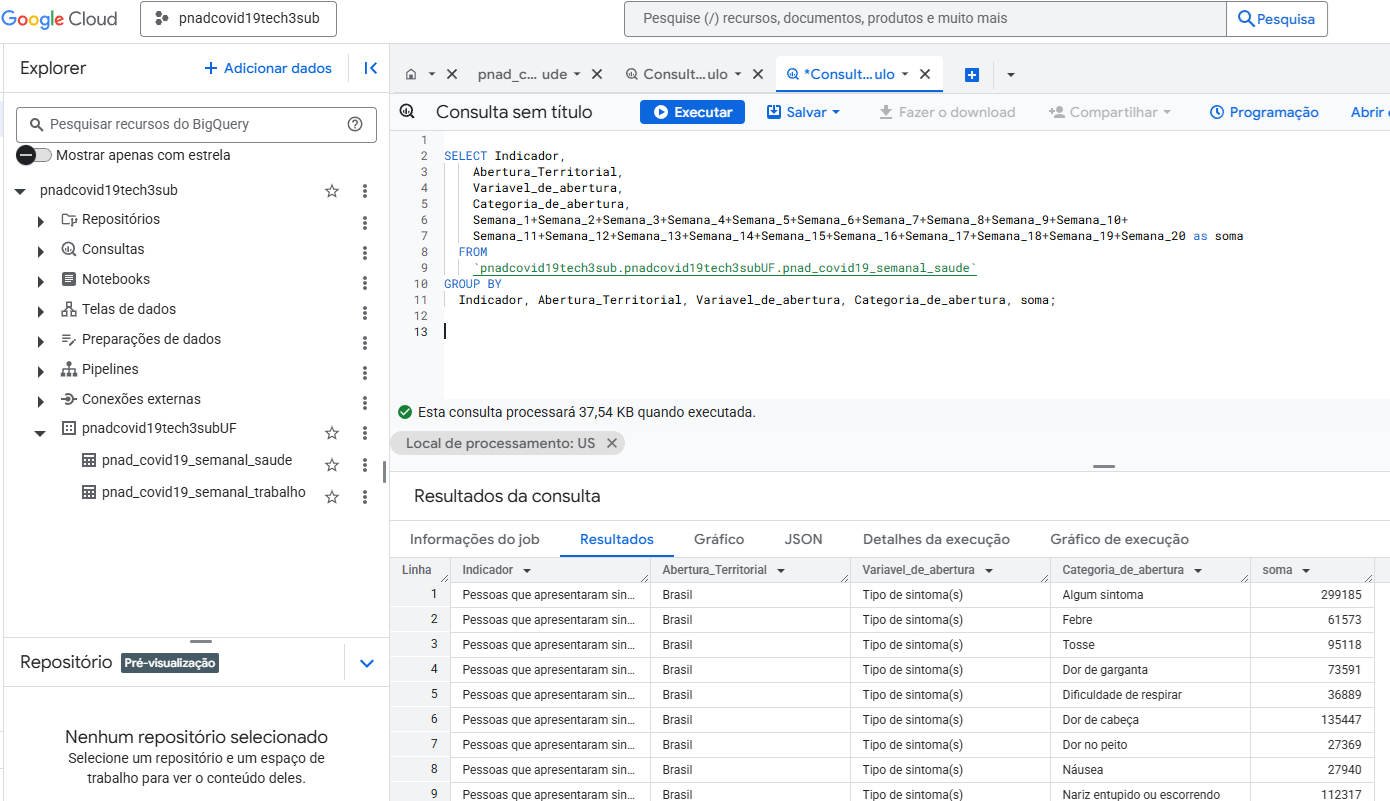 Google Cloud
pnadcovid19tech3sub
Pesquise (/) recursos, documentos, produtos e muito mais
Pesquisa
Explorer
Adicionar dados
Pesquisar recursos do BigQuery
Mostrar apenas com estrela
pnadcovid19tech3sub
Repositórios
Consultas
Notebooks
Telas de dados
Preparações de dados
Pipelines
Conexões externas
pnadcovid19tech3subUF
pnad_covid19_semanal_saude
pnad_covid19_semanal_trabalho
Repositório Pré-visualização
Nenhum repositório selecionado
Selecione um repositório e um espaço de
trabalho para ver o conteúdo deles.
pnad_c... ude
Consult...ulo
*Consult...ulo
Consulta sem título
Executar
Salvar
Fazer o download
Compartilhar
Programação
Abrir
1
2 SELECT Indicador,
3 Abertura_Territorial,
4 Variavel_de_abertura,
5 Categoria_de_abertura,
6 Semana_1+Semana_2+Semana_3+Semana_4+Semana_5+Semana_6+Semana_7+Semana_8+Semana_9+Semana_10+
7 Semana_11+Semana_12+Semana_13+Semana_14+Semana_15+Semana_16+Semana_17+Semana_18+Semana_19+Semana_20 as soma
8 FROM
9 `pnadcovid19tech3sub.pnadcovid19tech3subUF.pnad_covid19_semanal_saude`
10 GROUP BY
11 Indicador, Abertura_Territorial, Variavel_de_abertura, Categoria_de_abertura, soma;
12
13
Esta consulta processará 37,54 KB quando executada.
Local de processamento: US
Resultados da consulta
Informações do job Resultados Gráfico JSON Detalhes da execução Gráfico de execução
Linha Indicador Abertura_Territorial Variavel_de_abertura Categoria_de_abertura soma
1 Pessoas que apresentaram sin... Brasil Tipo de sintoma(s) Algum sintoma 299185
2 Pessoas que apresentaram sin... Brasil Tipo de sintoma(s) Febre 61573
3 Pessoas que apresentaram sin... Brasil Tipo de sintoma(s) Tosse 95118
4 Pessoas que apresentaram sin... Brasil Tipo de sintoma(s) Dor de garganta 73591
5 Pessoas que apresentaram sin... Brasil Tipo de sintoma(s) Dificuldade de respirar 36889
6 Pessoas que apresentaram sin... Brasil Tipo de sintoma(s) Dor de cabeça 135447
7 Pessoas que apresentaram sin... Brasil Tipo de sintoma(s) Dor no peito 27369
8 Pessoas que apresentaram sin... Brasil Tipo de sintoma(s) Náusea 27940
9 Pessoas que apresentaram sin... Brasil Tipo de sintoma(s) Nariz entupido ou escorrendo 112317